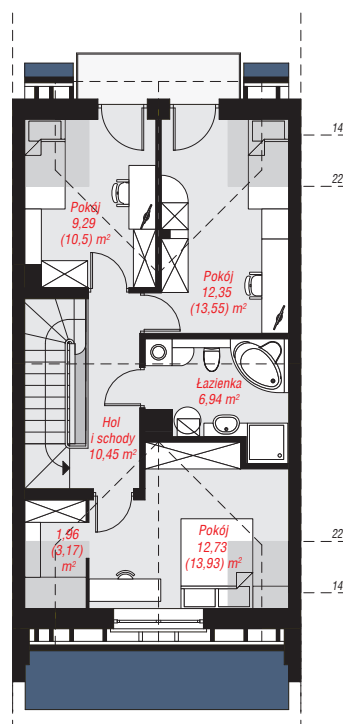 14
22
Pokój
9,29
(10,5) m²
Pokój
12,35
(13,55) m²
Łazienka
6,94 m²
Hol
i schody
10,45 m²
1,96
(3,17)
m²
Pokój
12,73
(13,93) m²
22
14